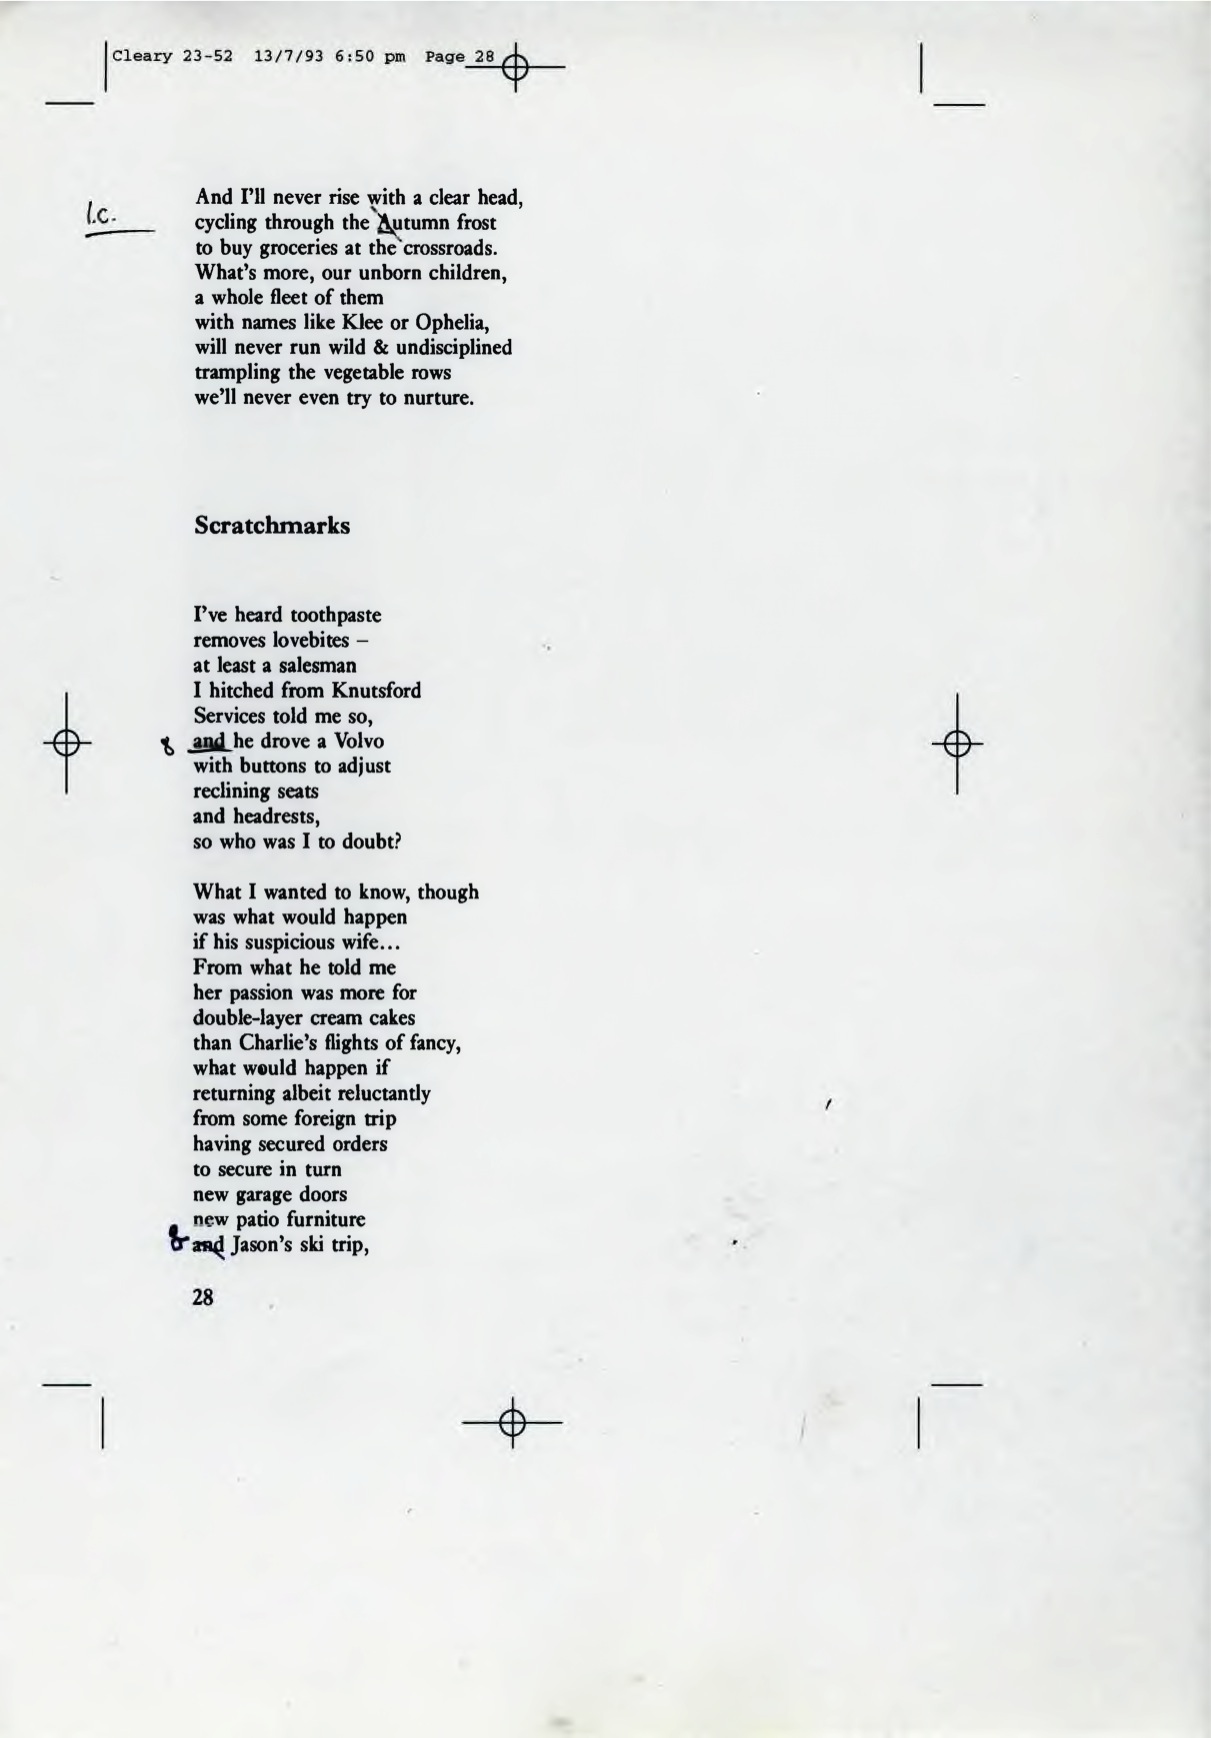 Cleary 23-52 13/7/93 6:50 pm Page 28
And I'll never rise with a clear head,
l.c.
cycling through the Autumn frost
to buy groceries at the crossroads.
What's more, our unborn children,
a whole fleet of them
with names like Klee or Ophelia,
will never run wild & undisciplined
trampling the vegetable rows
we'll never even try to nurture.
Scratchmarks
I've heard toothpaste
removes lovebites –
at least a salesman
I hitched from Knutsford
Services told me so,
& and he drove a Volvo
with buttons to adjust
reclining seats
and headrests,
so who was I to doubt?
What I wanted to know, though
was what would happen
if his suspicious wife...
From what he told me
her passion was more for
double-layer cream cakes
than Charlie's flights of fancy,
what would happen if
returning albeit reluctantly
from some foreign trip
having secured orders
to secure in turn
new garage doors
new patio furniture
& and Jason's ski trip,
28